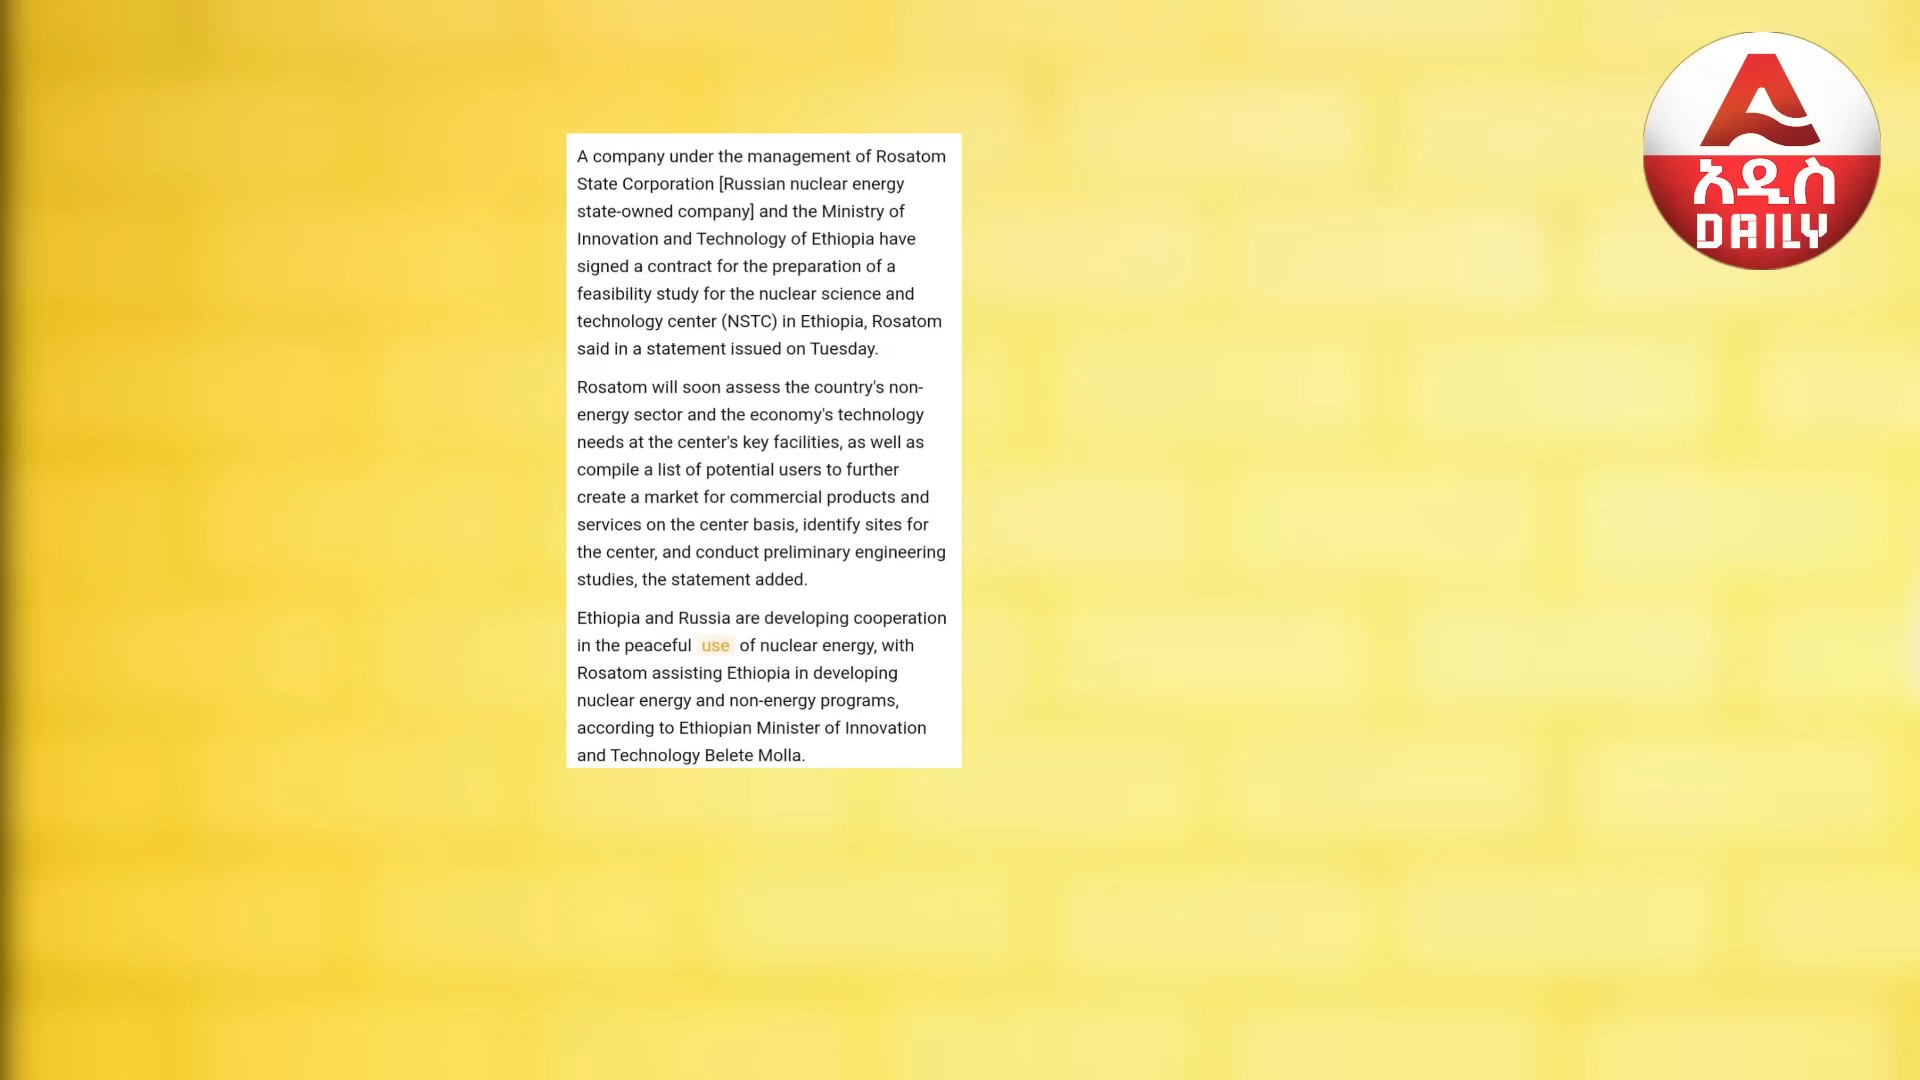 A company under the management of Rosatom
State Corporation [Russian nuclear energy
state-owned company] and the Ministry of
Innovation and Technology of Ethiopia have
signed a contract for the preparation of a
feasibility study for the nuclear science and
technology center (NSTC) in Ethiopia, Rosatom
said in a statement issued on Tuesday.
Rosatom will soon assess the country's non-
energy sector and the economy's technology
needs at the center's key facilities, as well as
compile a list of potential users to further
create a market for commercial products and
services on the center basis, identify sites for
the center, and conduct preliminary engineering
studies, the statement added.
Ethiopia and Russia are developing cooperation
in the peaceful use of nuclear energy, with
Rosatom assisting Ethiopia in developing
nuclear energy and non-energy programs,
according to Ethiopian Minister of Innovation
and Technology Belete Molla.
አዲስ
DAILY